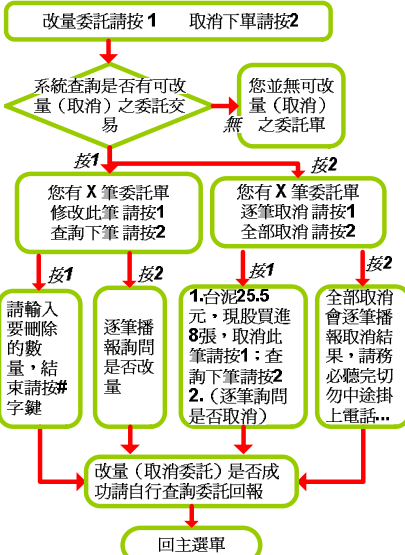 改量委託請按 1　　取消下單請按2
系統查詢是否有可改
量（取消）之委託交
易
您並無可改
量（取消）
之委託單
無
按1
按2
您有 X 筆委託單
修改此筆 請按1
查詢下筆 請按2
您有 X 筆委託單
逐筆取消 請按1
全部取消 請按2
按1
按2
按1
按2
請輸入
要刪除
的數
量，結
束請按#
字鍵
逐筆播
報詢問
是否改
量
1.台泥25.5
元，現股買進
8張，取消此
筆請按1；查
詢下筆請按2
2.（逐筆詢問
是否取消）
全部取消
會逐筆播
報取消結
果，請務
必聽完切
勿中途掛
上電話...
改量（取消委託）是否成
功請自行查詢委託回報
回主選單